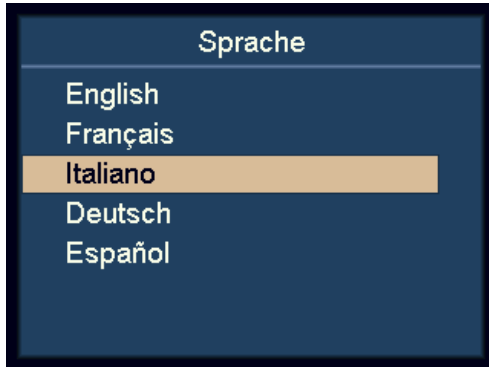 Sprache
English
Français
Italiano
Deutsch
Español